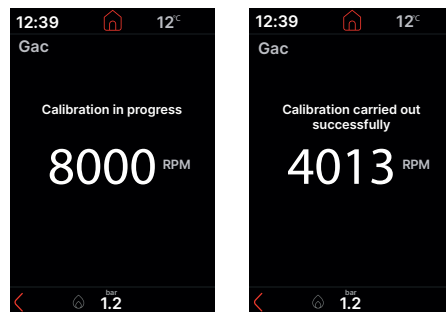 12:39 12°C
Gac
Calibration in progress
8000 RPM
bar
1.2
12:39 12°C
Gac
Calibration carried out
successfully
4013 RPM
bar
1.2